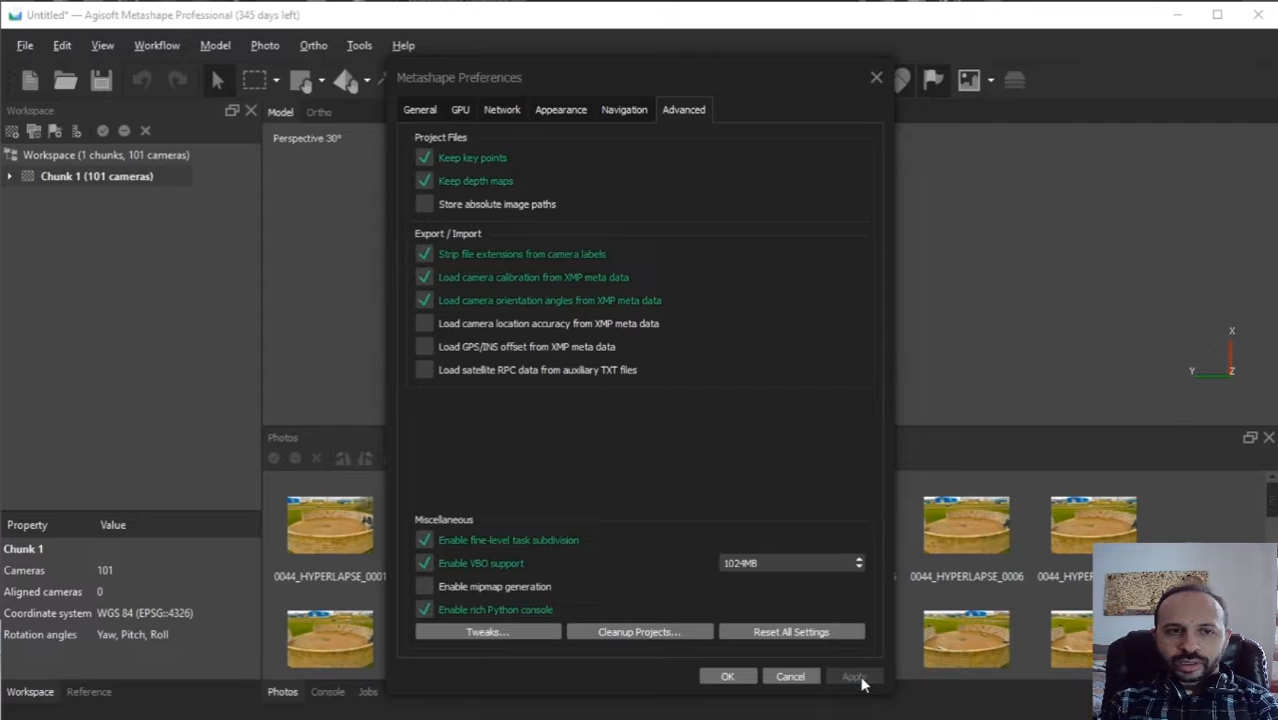 Untitled* — Agisoft Metashape Professional (345 days left)
File Edit View Workflow Model Photo Ortho Tools Help
Workspace
Workspace (1 chunks, 101 cameras)
Chunk 1 (101 cameras)
Model Ortho
Perspective 30°
Metashape Preferences
General GPU Network Appearance Navigation Advanced
Project Files
Keep key points
Keep depth maps
Store absolute image paths
Export / Import
Strip file extensions from camera labels
Load camera calibration from XMP meta data
Load camera orientation angles from XMP meta data
Load camera location accuracy from XMP meta data
Load GPS/INS offset from XMP meta data
Load satellite RPC data from auxiliary TXT files
Miscellaneous
Enable fine-level task subdivision
Enable VBO support 1024MB
Enable mipmap generation
Enable rich Python console
Tweaks... Cleanup Projects... Reset All Settings
OK Cancel Apply
X
Y Z
Photos
0044_HYPERLAPSE_0001
0044_HYPERLAPSE_0006
Property Value
Chunk 1
Cameras 101
Aligned cameras 0
Coordinate system WGS 84 (EPSG::4326)
Rotation angles Yaw, Pitch, Roll
Workspace Reference
Photos Console Jobs